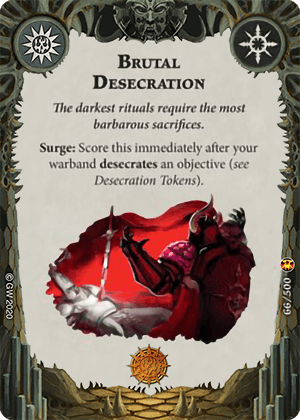 Brutal
Desecration
The darkest rituals require the most
barbarous sacrifices.
Surge: Score this immediately after your
warband desecrates an objective (see
Desecration Tokens).
© GW 2020
66/500